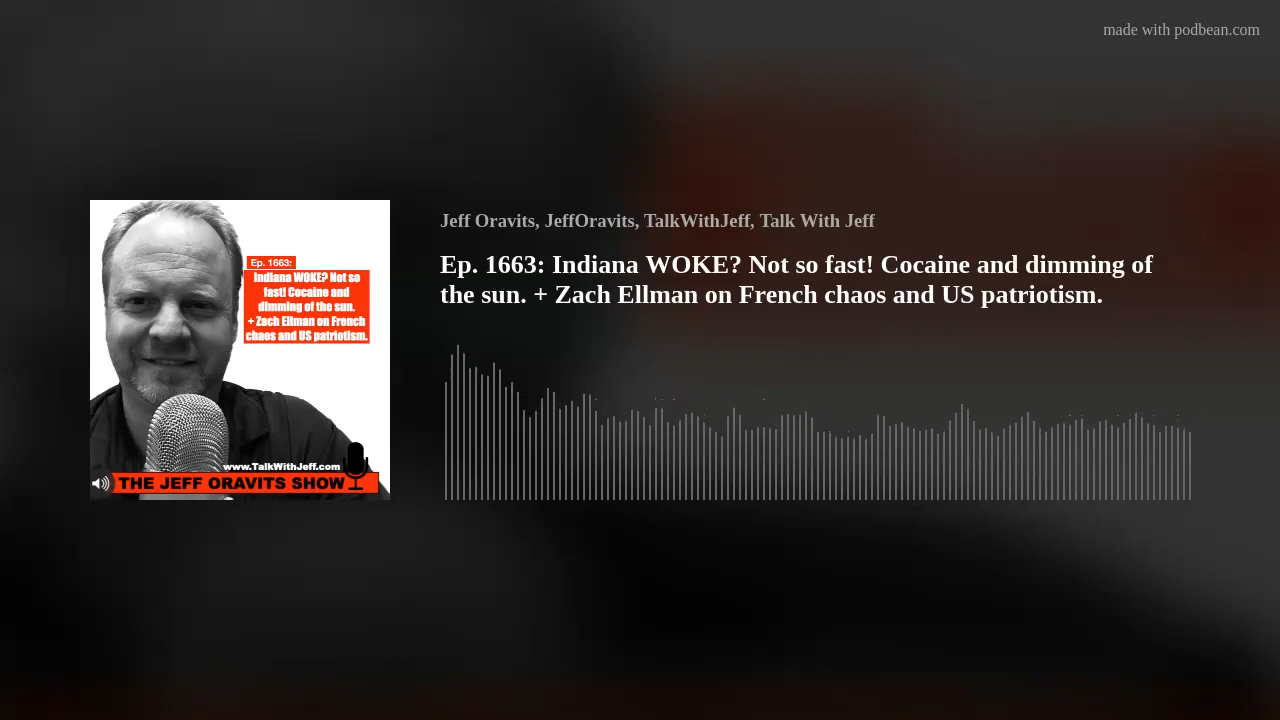 made with podbean.com
Jeff Oravits, JeffOravits, TalkWithJeff, Talk With Jeff
Ep. 1663: Indiana WOKE? Not so fast! Cocaine and dimming of
the sun. + Zach Ellman on French chaos and US patriotism.
Ep. 1663:
Indiana WOKE? Not so
fast! Cocaine and
dimming of the sun.
+ Zach Ellman on French
chaos and US patriotism.
www.TalkWithJeff.com
THE JEFF ORAVITS SHOW